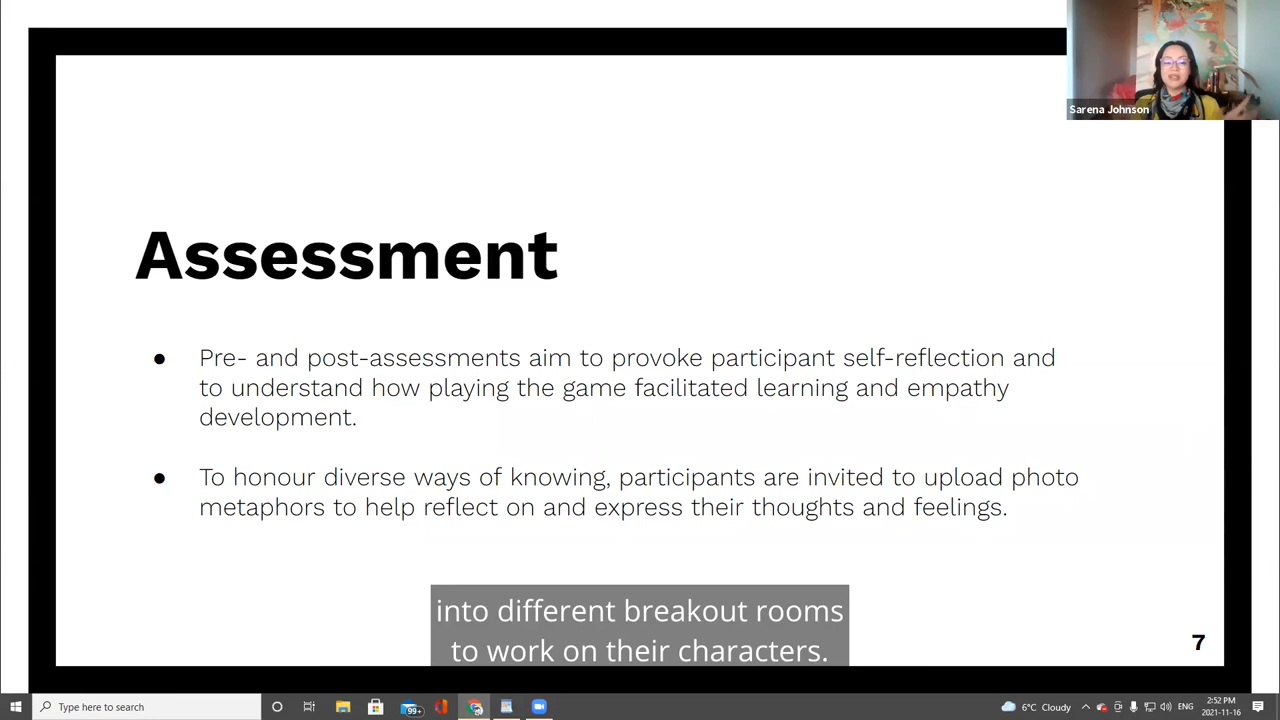 Sarena Johnson
Assessment
● Pre- and post-assessments aim to provoke participant self-reflection and
to understand how playing the game facilitated learning and empathy
development.
● To honour diverse ways of knowing, participants are invited to upload photo
metaphors to help reflect on and express their thoughts and feelings.
into different breakout rooms
to work on their characters.
7
Type here to search
99+
6°C Cloudy
ENG
2:52 PM
2021-11-16